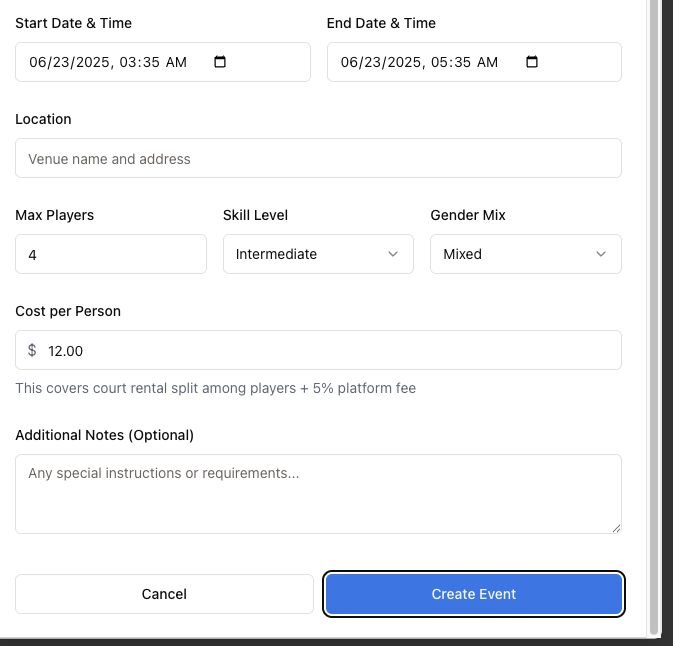 Start Date & Time End Date & Time
06/23/2025, 03:35 AM 06/23/2025, 05:35 AM
Location
Venue name and address
Max Players Skill Level Gender Mix
4 Intermediate Mixed
Cost per Person
$ 12.00
This covers court rental split among players + 5% platform fee
Additional Notes (Optional)
Any special instructions or requirements...
Cancel Create Event